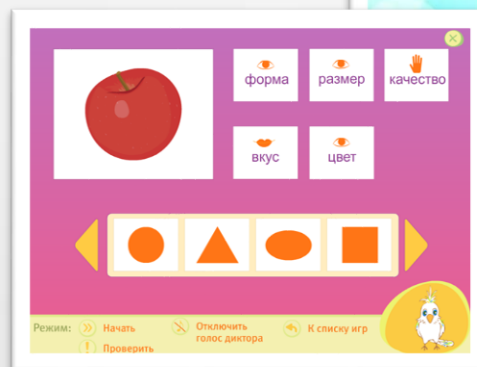 форма
размер
качество
вкус
цвет
Режим:
Начать
Отключить
голос диктора
К списку игр
Проверить